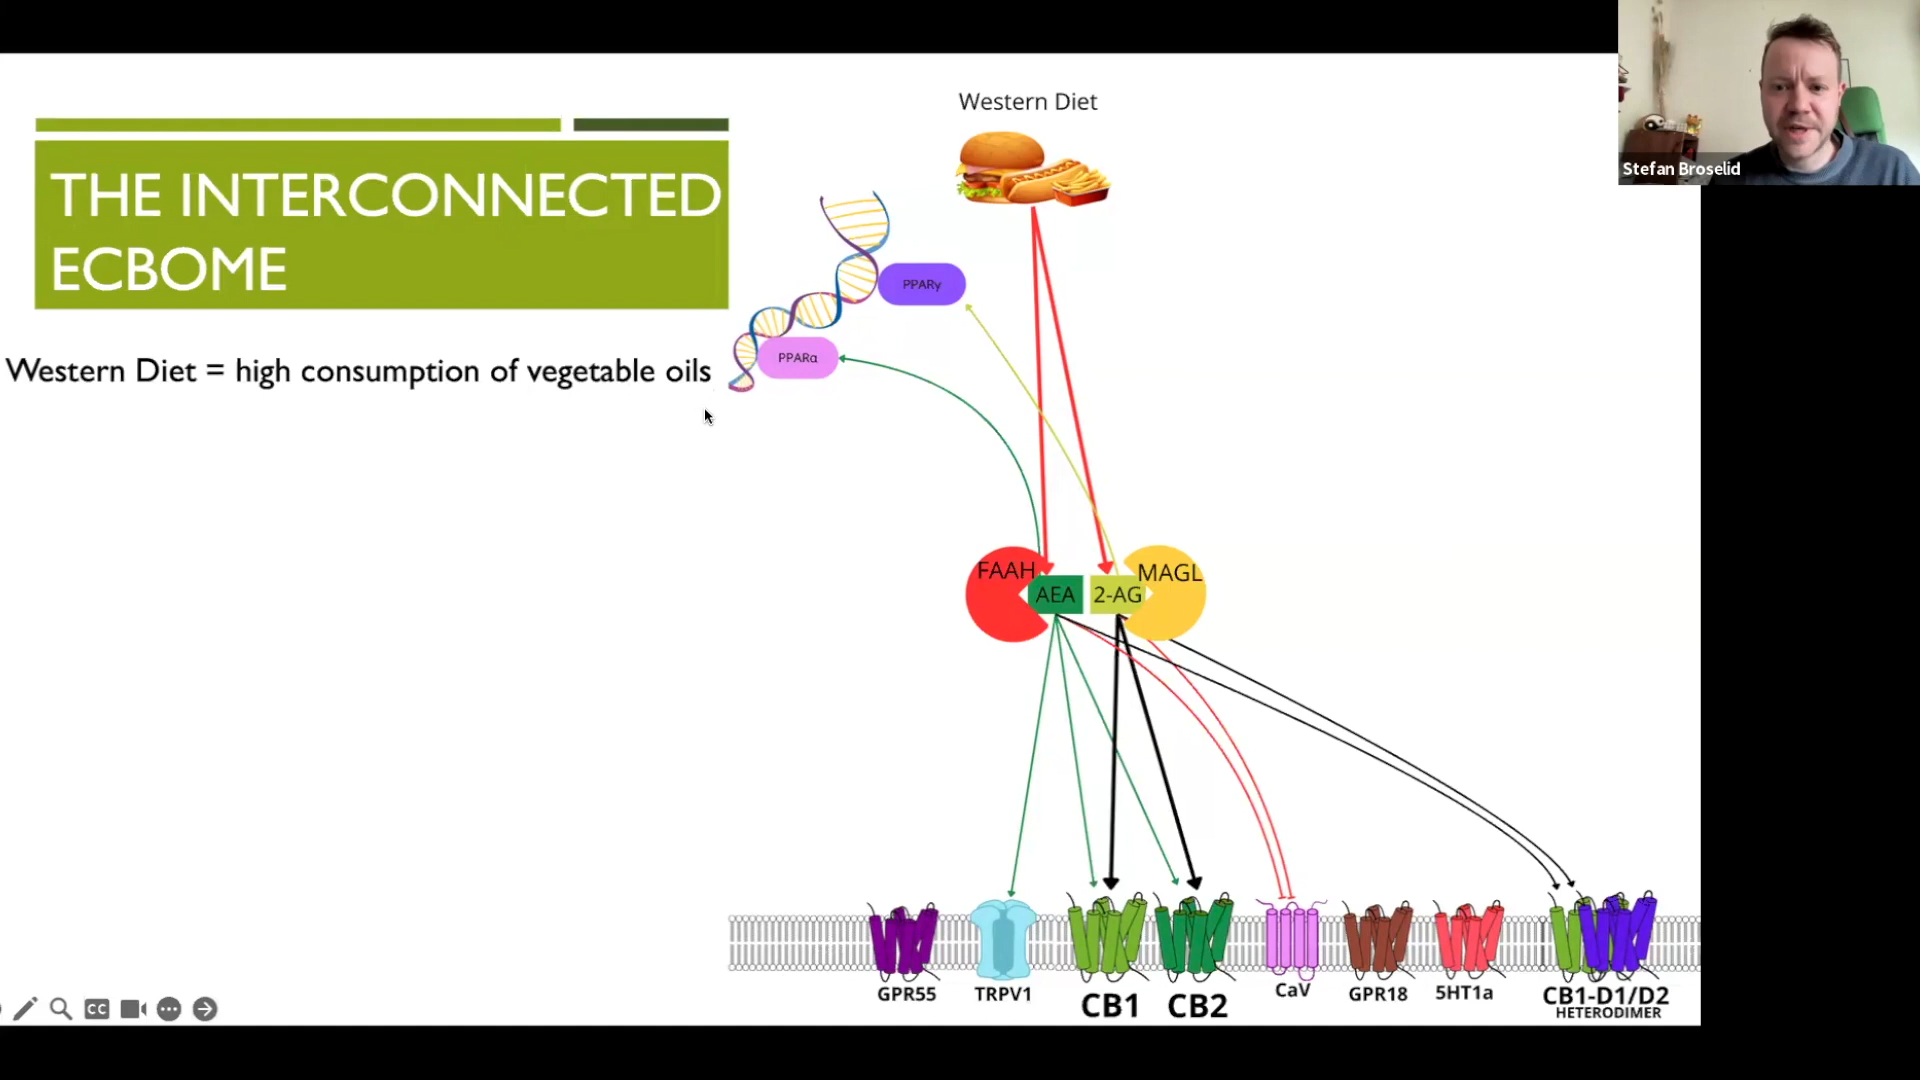 Western Diet
Stefan Broselid
THE INTERCONNECTED
ECBOME
PPARγ
PPARα
Western Diet = high consumption of vegetable oils
FAAH
AEA
2-AG
MAGL
GPR55
TRPV1
CB1
CB2
CaV
GPR18
5HT1a
CB1-D1/D2
HETERODIMER
CC